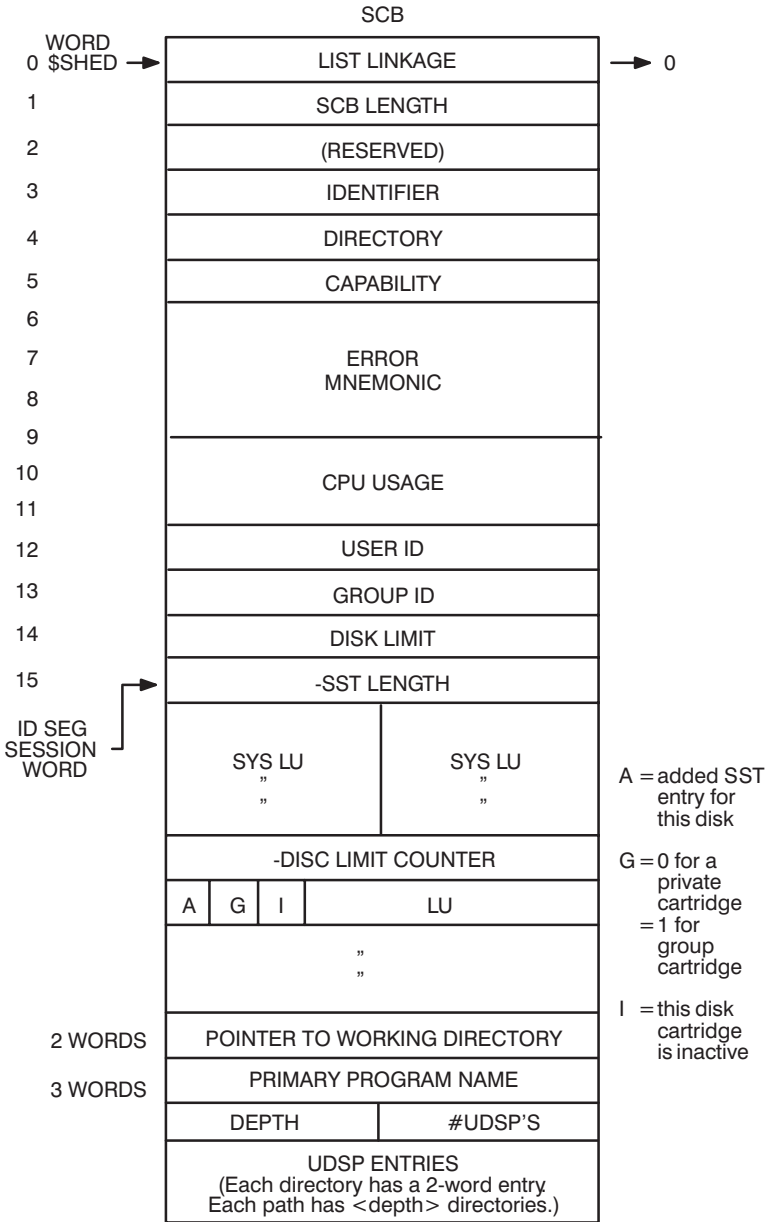 SCB
WORD
0 $SHED LIST LINKAGE 0
1 SCB LENGTH
2 (RESERVED)
3 IDENTIFIER
4 DIRECTORY
5 CAPABILITY
6
7 ERROR
MNEMONIC
8
9
10 CPU USAGE
11
12 USER ID
13 GROUP ID
14 DISK LIMIT
15 -SST LENGTH
ID SEG
SESSION
WORD
SYS LU SYS LU
” ”
” ”
A = added SST
entry for
this disk
-DISC LIMIT COUNTER
G = 0 for a
private
cartridge
= 1 for
group
cartridge
A G I LU
”
”
I = this disk
cartridge
is inactive
2 WORDS POINTER TO WORKING DIRECTORY
3 WORDS PRIMARY PROGRAM NAME
DEPTH #UDSP’S
UDSP ENTRIES
(Each directory has a 2-word entry.
Each path has <depth> directories.)